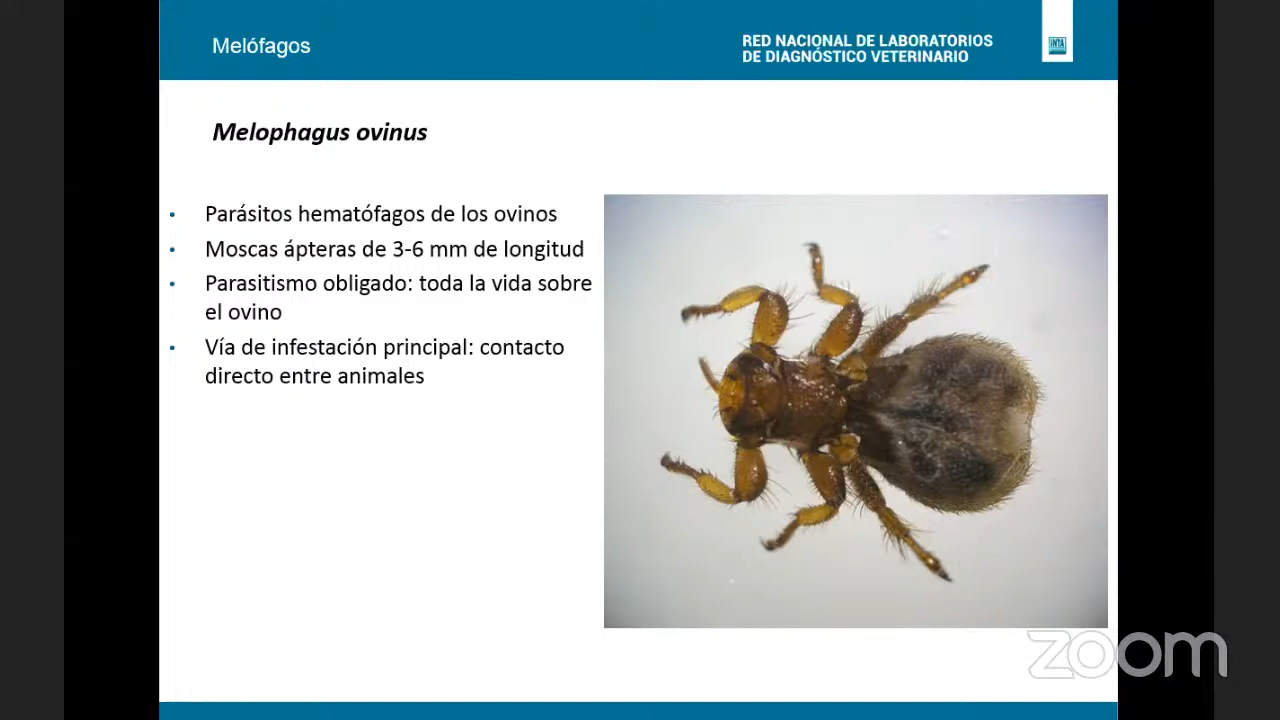 Melófagos
RED NACIONAL DE LABORATORIOS
DE DIAGNÓSTICO VETERINARIO
INTA
Melophagus ovinus
• Parásitos hematófagos de los ovinos
• Moscas ápteras de 3-6 mm de longitud
• Parasitismo obligado: toda la vida sobre
el ovino
• Vía de infestación principal: contacto
directo entre animales
zoom